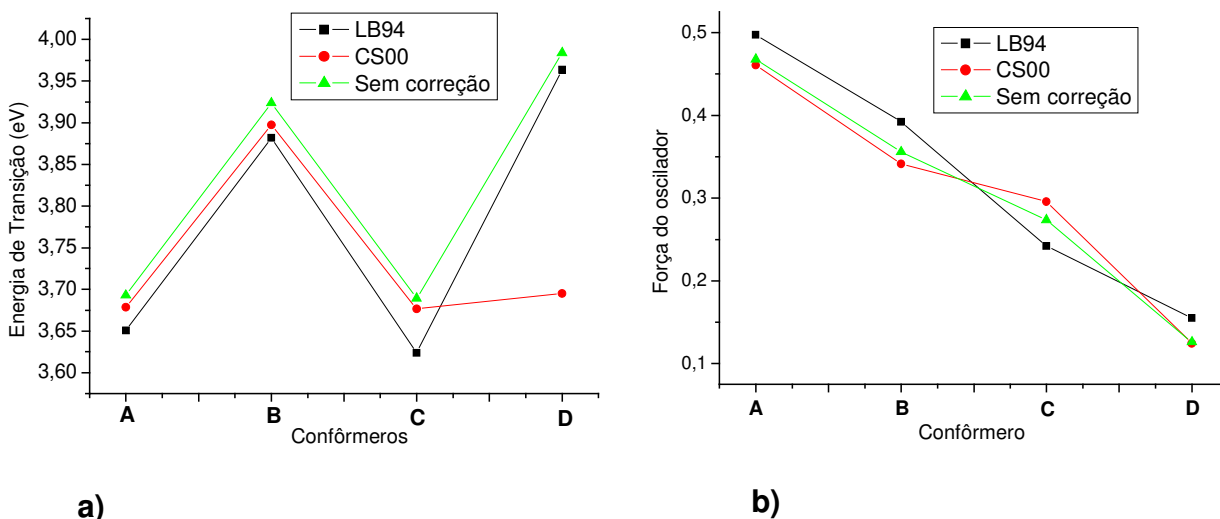 LB94
CS00
Sem correção
4,00
3,95
3,90
3,85
3,80
3,75
3,70
3,65
3,60
Energia de Transição (eV)
A B C D
Confôrmeros
a)
LB94
CS00
Sem correção
0,5
0,4
0,3
0,2
0,1
Força do oscilador
A B C D
Confôrmero
b)